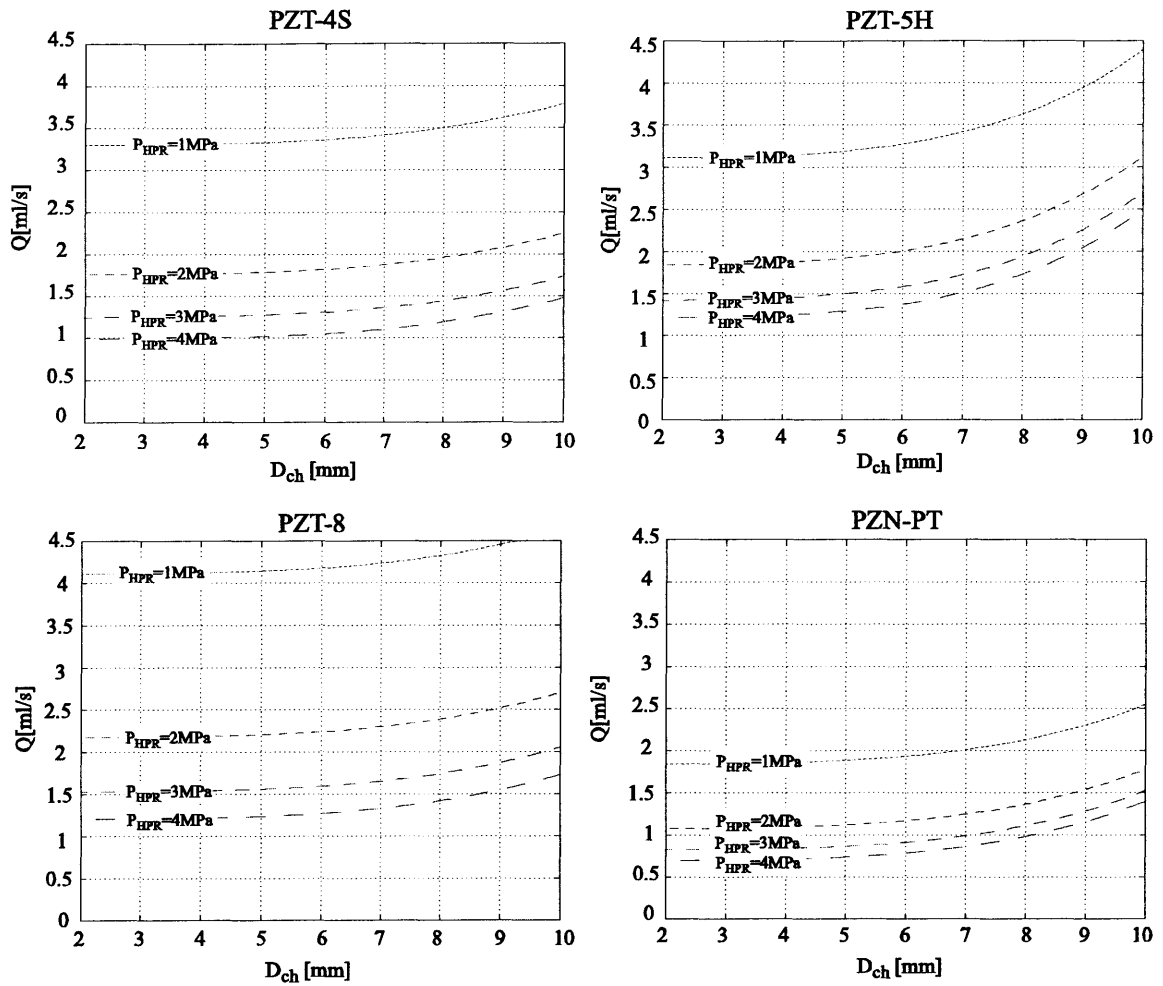 PZT-4S
4.5
4
3.5
3
2.5
2
1.5
1
0.5
0
Q[ml/s]
P_HPR=1MPa
P_HPR=2MPa
P_HPR=3MPa
P_HPR=4MPa
2 3 4 5 6 7 8 9 10
D_ch [mm]
PZT-5H
4.5
4
3.5
3
2.5
2
1.5
1
0.5
0
Q[ml/s]
P_HPR=1MPa
P_HPR=2MPa
P_HPR=3MPa
P_HPR=4MPa
2 3 4 5 6 7 8 9 10
D_ch [mm]
PZT-8
4.5
4
3.5
3
2.5
2
1.5
1
0.5
0
Q[ml/s]
P_HPR=1MPa
P_HPR=2MPa
P_HPR=3MPa
P_HPR=4MPa
2 3 4 5 6 7 8 9 10
D_ch [mm]
PZN-PT
4.5
4
3.5
3
2.5
2
1.5
1
0.5
0
Q[ml/s]
P_HPR=1MPa
P_HPR=2MPa
P_HPR=3MPa
P_HPR=4MPa
2 3 4 5 6 7 8 9 10
D_ch [mm]